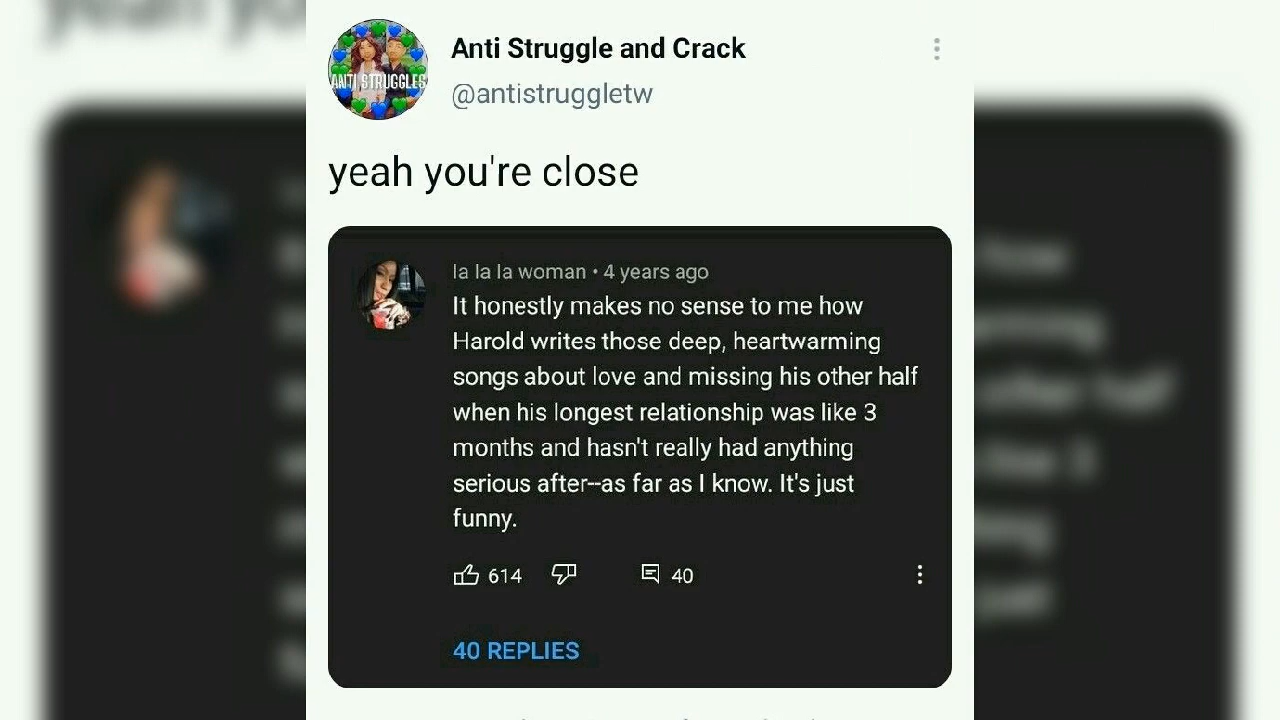 Anti Struggle and Crack
@antistruggletw
ANTI STRUGGLES
yeah you're close
la la la woman • 4 years ago
It honestly makes no sense to me how
Harold writes those deep, heartwarming
songs about love and missing his other half
when his longest relationship was like 3
months and hasn't really had anything
serious after--as far as I know. It's just
funny.
614
40
40 REPLIES